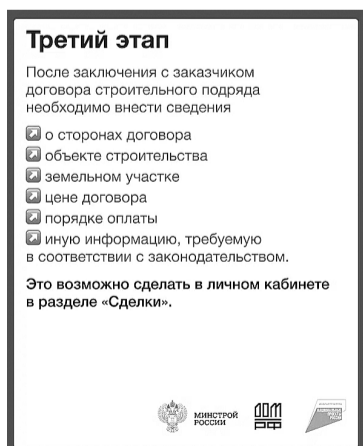 Третий этап
После заключения с заказчиком
договора строительного подряда
необходимо внести сведения
о сторонах договора
объекте строительства
земельном участке
цене договора
порядке оплаты
иную информацию, требуемую
в соответствии с законодательством.
Это возможно сделать в личном кабинете
в разделе «Сделки».
МИНСТРОЙ
РОССИИ
ДОМ
РФ